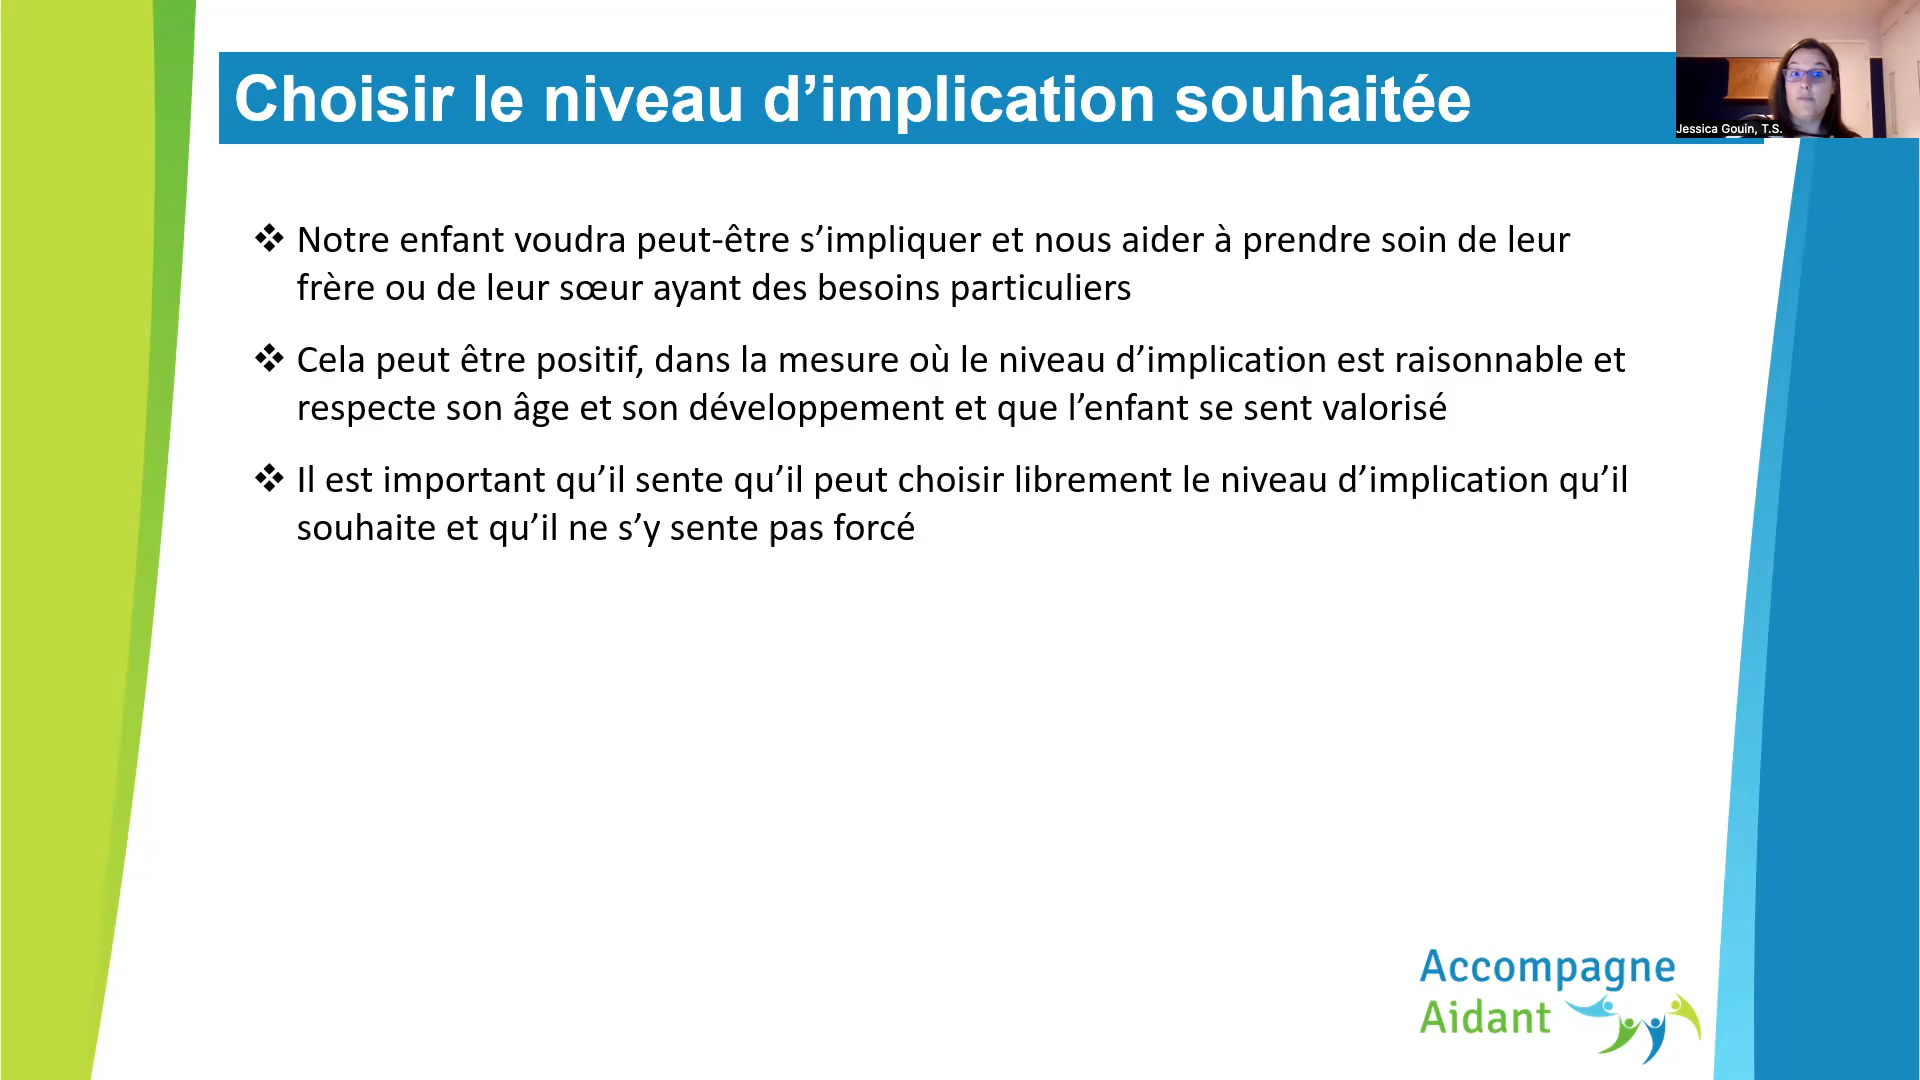 Choisir le niveau d’implication souhaitée
Jessica Gouin, T.S.
❖ Notre enfant voudra peut-être s’impliquer et nous aider à prendre soin de leur
frère ou de leur sœur ayant des besoins particuliers
❖ Cela peut être positif, dans la mesure où le niveau d’implication est raisonnable et
respecte son âge et son développement et que l’enfant se sent valorisé
❖ Il est important qu’il sente qu’il peut choisir librement le niveau d’implication qu’il
souhaite et qu’il ne s’y sente pas forcé
Accompagne
Aidant